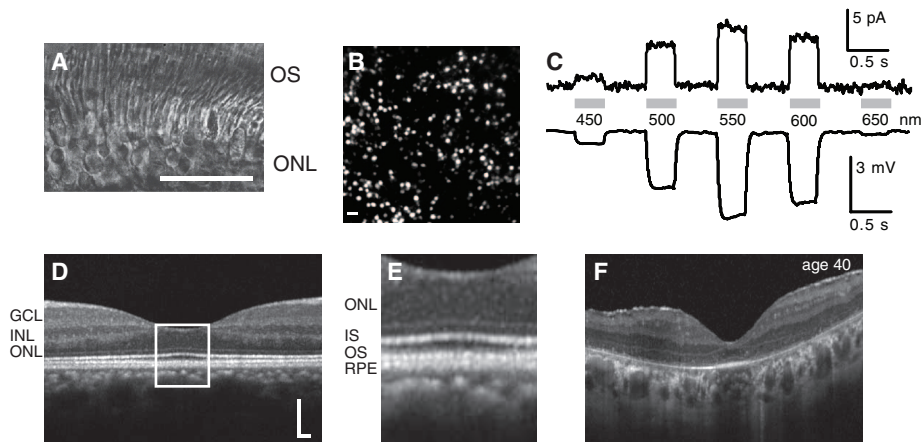 A
OS
ONL
B
C
5 pA
0.5 s
450 500 550 600 650 nm
3 mV
0.5 s
D
GCL
INL
ONL
E
ONL
IS
OS
RPE
F
age 40